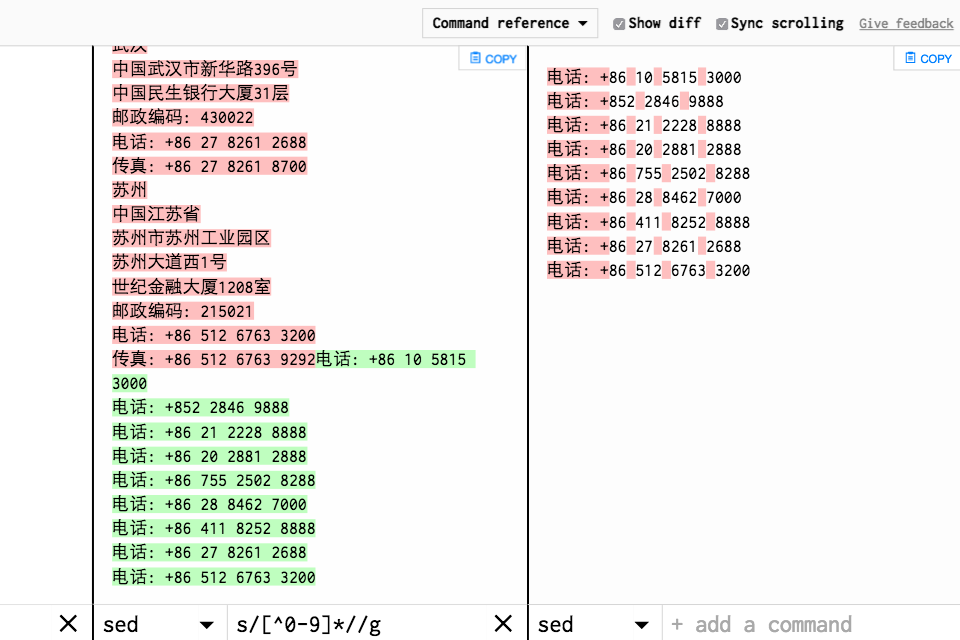 Command reference
Show diff
Sync scrolling
Give feedback
武汉
COPY
中国武汉市新华路396号
中国民生银行大厦31层
邮政编码: 430022
电话: +86 27 8261 2688
传真: +86 27 8261 8700
苏州
中国江苏省
苏州市苏州工业园区
苏州大道西1号
世纪金融大厦1208室
邮政编码: 215021
电话: +86 512 6763 3200
传真: +86 512 6763 9292电话: +86 10 5815
3000
电话: +852 2846 9888
电话: +86 21 2228 8888
电话: +86 20 2881 2888
电话: +86 755 2502 8288
电话: +86 28 8462 7000
电话: +86 411 8252 8888
电话: +86 27 8261 2688
电话: +86 512 6763 3200
COPY
电话: +86 10 5815 3000
电话: +852 2846 9888
电话: +86 21 2228 8888
电话: +86 20 2881 2888
电话: +86 755 2502 8288
电话: +86 28 8462 7000
电话: +86 411 8252 8888
电话: +86 27 8261 2688
电话: +86 512 6763 3200
sed
s/[^0-9]*//g
sed
+ add a command